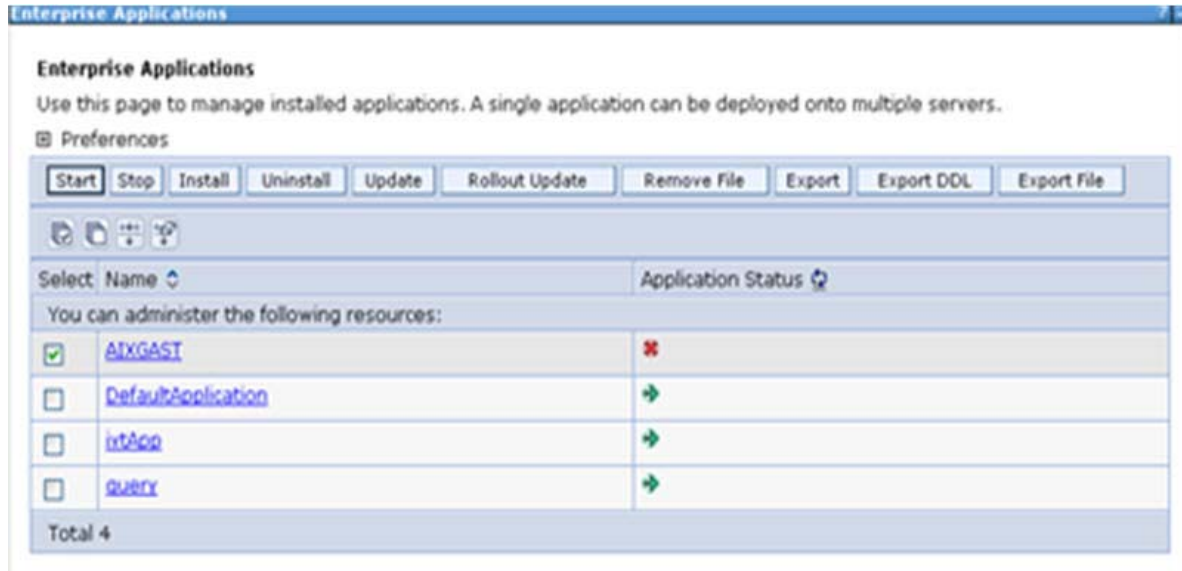 Enterprise Applications ?
Enterprise Applications
Use this page to manage installed applications. A single application can be deployed onto multiple servers.
Preferences
Start Stop Install Uninstall Update Rollout Update Remove File Export Export DDL Export File
Select Name Application Status
You can administer the following resources:
AIXGAST
DefaultApplication
ivtApp
query
Total 4